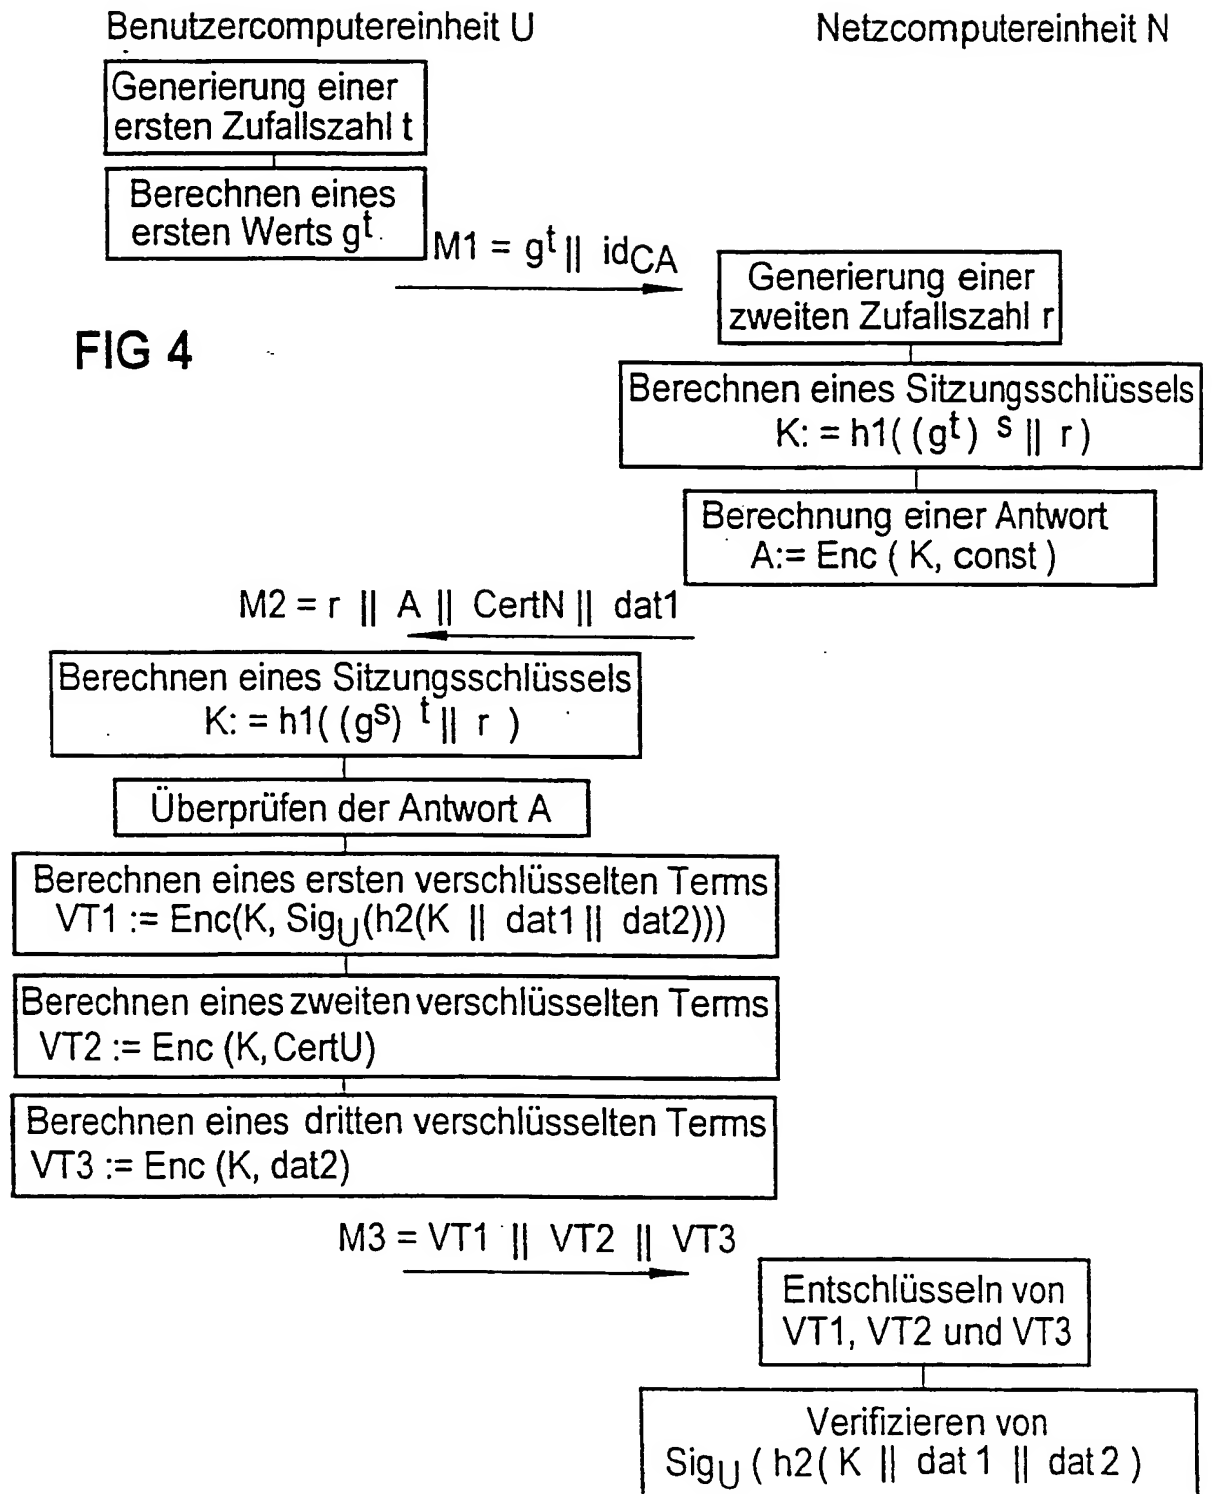 Benutzercomputereinheit U
Netzcomputereinheit N
Generierung einer
ersten Zufallszahl t
Berechnen eines
ersten Werts g^t
M1 = g^t || id_CA
FIG 4
Generierung einer
zweiten Zufallszahl r
Berechnen eines Sitzungsschlüssels
K: = h1( (g^t) ^s || r )
Berechnung einer Antwort
A:= Enc ( K, const )
M2 = r || A || CertN || dat1
Berechnen eines Sitzungsschlüssels
K: = h1( (g^s) ^t || r )
Überprüfen der Antwort A
Berechnen eines ersten verschlüsselten Terms
VT1 := Enc(K, Sig_U(h2(K || dat1 || dat2)))
Berechnen eines zweiten verschlüsselten Terms
VT2 := Enc (K, CertU)
Berechnen eines dritten verschlüsselten Terms
VT3 := Enc (K, dat2)
M3 = VT1 || VT2 || VT3
Entschlüsseln von
VT1, VT2 und VT3
Verifizieren von
Sig_U ( h2( K || dat 1 || dat 2 )